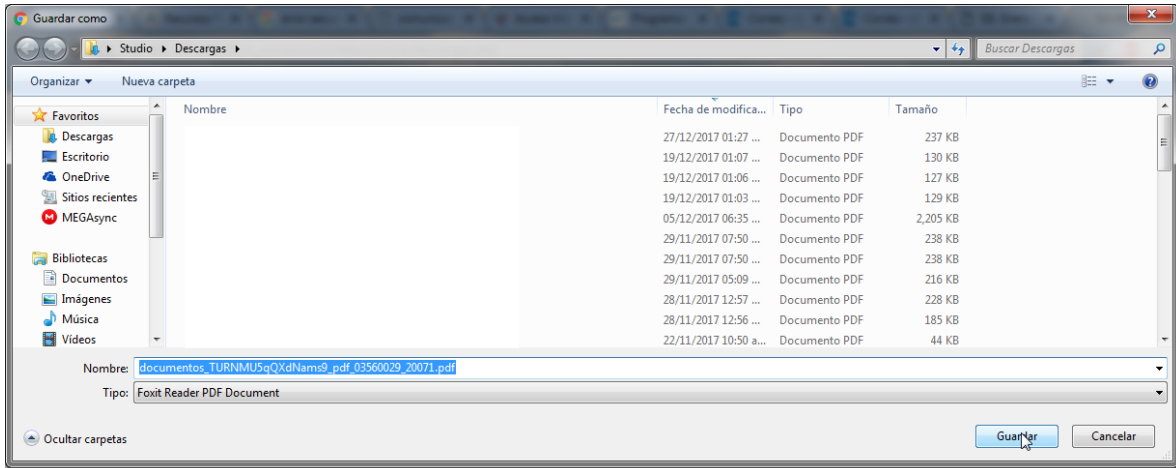 Guardar como
Studio Descargas
Buscar Descargas
Organizar Nueva carpeta
Nombre Fecha de modifica... Tipo Tamaño
Favoritos
Descargas
Escritorio
OneDrive
Sitios recientes
MEGAsync
Bibliotecas
Documentos
Imágenes
Música
Vídeos
27/12/2017 01:27 ... Documento PDF 237 KB
19/12/2017 01:07 ... Documento PDF 130 KB
19/12/2017 01:06 ... Documento PDF 127 KB
19/12/2017 01:03 ... Documento PDF 129 KB
05/12/2017 06:35 ... Documento PDF 2,205 KB
29/11/2017 07:50 ... Documento PDF 238 KB
29/11/2017 07:50 ... Documento PDF 238 KB
29/11/2017 05:09 ... Documento PDF 216 KB
28/11/2017 12:57 ... Documento PDF 228 KB
28/11/2017 12:56 ... Documento PDF 185 KB
22/11/2017 10:50 a... Documento PDF 44 KB
Nombre: documentos_TURNMU5qQXdNams9_pdf_03560029_20071.pdf
Tipo: Foxit Reader PDF Document
Ocultar carpetas
Guardar Cancelar